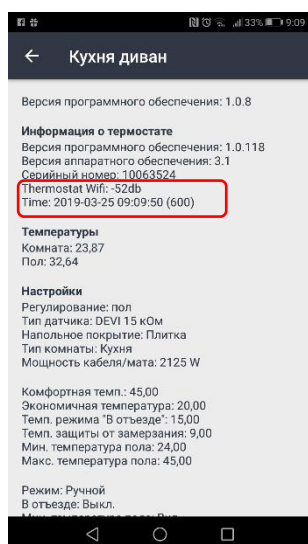 33% 9:09
Кухня диван
Версия программного обеспечения: 1.0.8
Информация о термостате
Версия программного обеспечения: 1.0.118
Версия аппаратного обеспечения: 3.1
Серийный номер: 10063524
Thermostat Wifi: -52db
Time: 2019-03-25 09:09:50 (600)
Температуры
Комната: 23,87
Пол: 32,64
Настройки
Регулирование: пол
Тип датчика: DEVI 15 кОм
Напольное покрытие: Плитка
Тип комнаты: Кухня
Мощность кабеля/мата: 2125 W
Комфортная темп.: 45,00
Экономичная температура: 20,00
Темп. режима "В отъезде": 15,00
Темп. защиты от замерзания: 9,00
Мин. температура пола: 24,00
Макс. температура пола: 45,00
Режим: Ручной
В отъезде: Выкл.